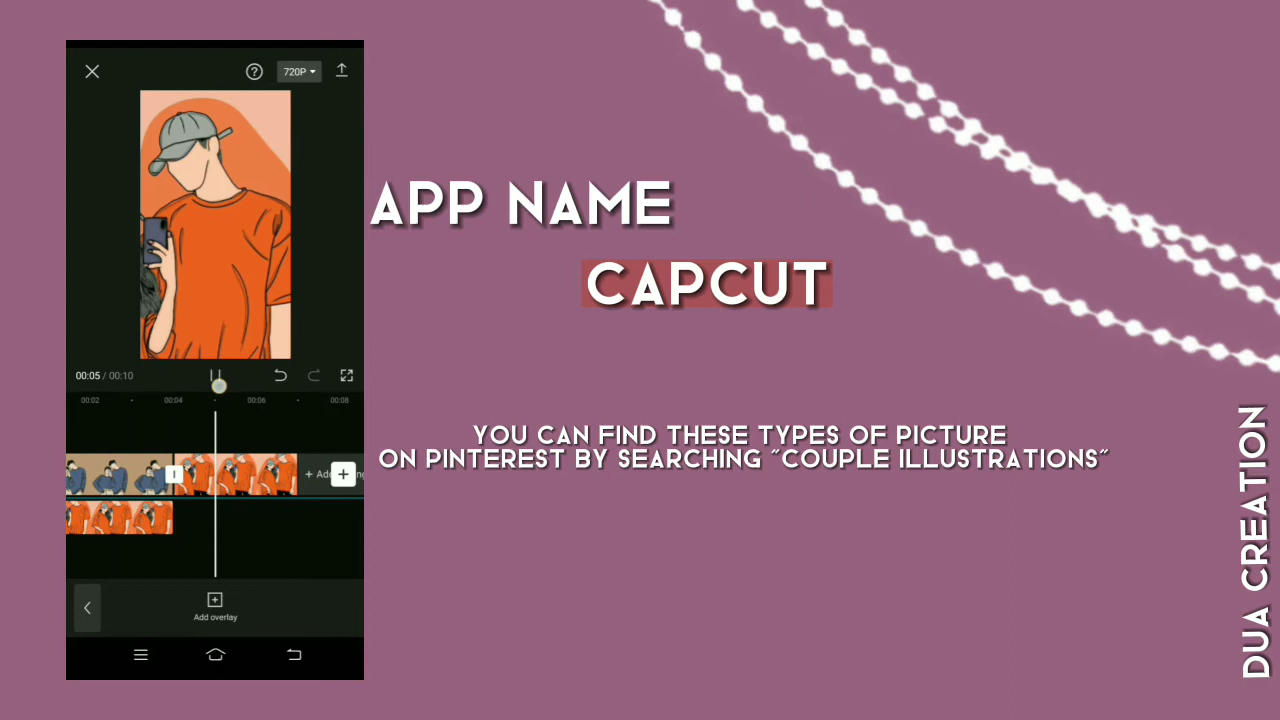 720P
APP NAME
CAPCUT
00:05 / 00:10
00:02
00:04
00:06
00:08
YOU CAN FIND THESE TYPES OF PICTURE
ON PINTEREST BY SEARCHING "COUPLE ILLUSTRATIONS"
+ Add
Add overlay
DUA CREATION